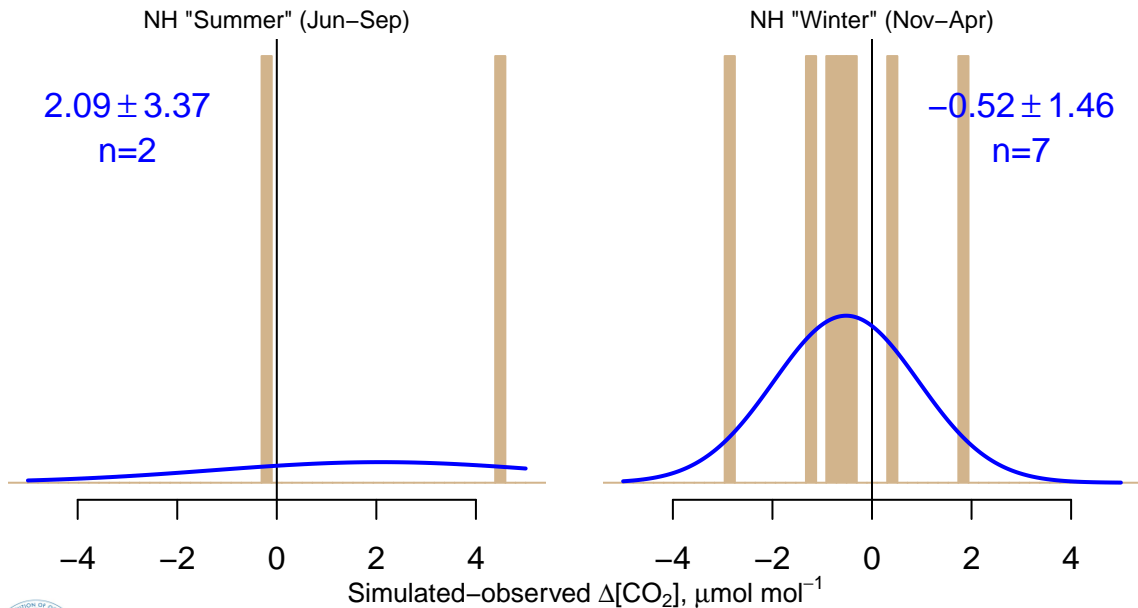 NH "Summer" (Jun−Sep)
2.09 ± 3.37
n=2
−4 −2 0 2 4
NH "Winter" (Nov−Apr)
−0.52 ± 1.46
n=7
−4 −2 0 2 4
Simulated−observed Δ[CO₂], μmol mol⁻¹